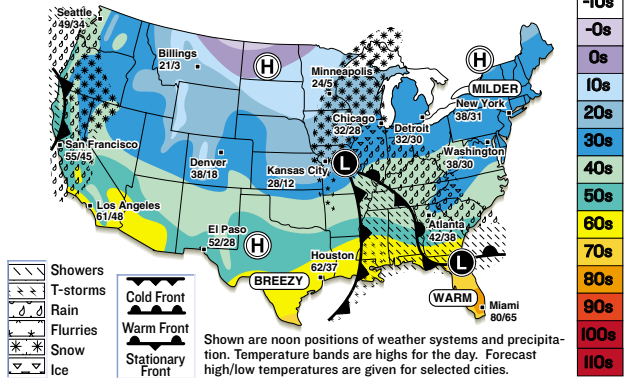 Seattle
49/34
Billings
21/3
H
Minneapolis
24/5
H
MILDER
New York
38/31
Chicago
32/28
Detroit
32/30
San Francisco
55/45
Denver
38/18
Kansas City
28/12
L
Washington
38/30
Los Angeles
61/48
El Paso
52/28
H
Atlanta
42/38
Houston
62/37
BREEZY
L
WARM
Miami
80/65
Showers
T-storms
Rain
Flurries
Snow
Ice
Cold Front
Warm Front
Stationary
Front
Shown are noon positions of weather systems and precipita-
tion. Temperature bands are highs for the day. Forecast
high/low temperatures are given for selected cities.
-10s
-0s
0s
10s
20s
30s
40s
50s
60s
70s
80s
90s
100s
110s